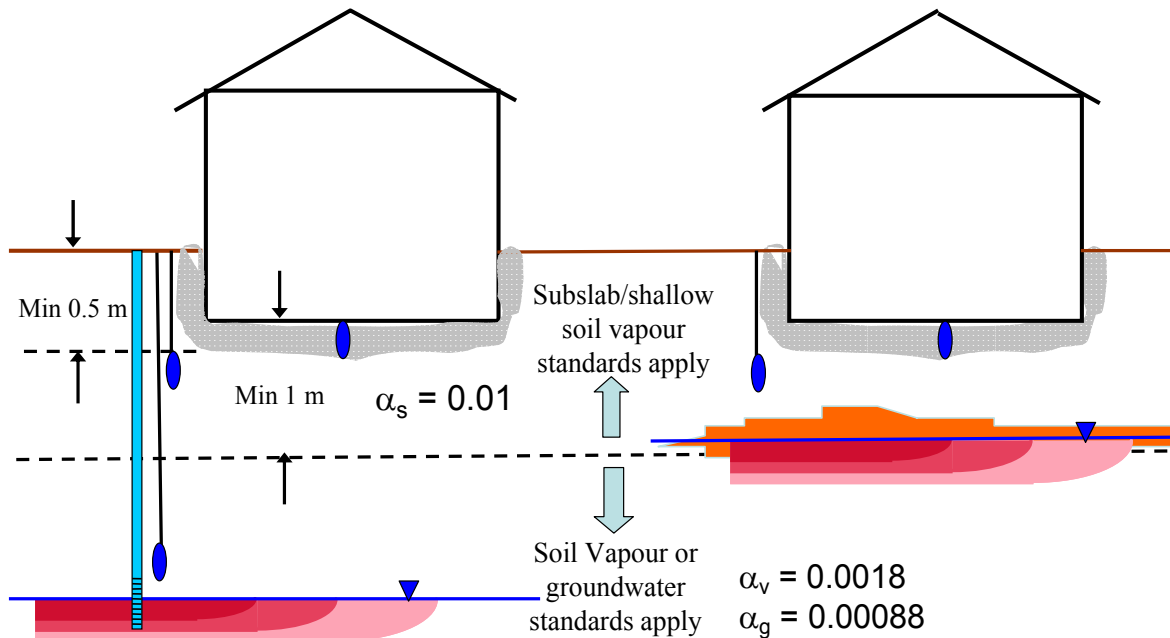 Min 0.5 m
Min 1 m
αs = 0.01
Subslab/shallow
soil vapour
standards apply
Soil Vapour or
groundwater
standards apply
αv = 0.0018
αg = 0.00088